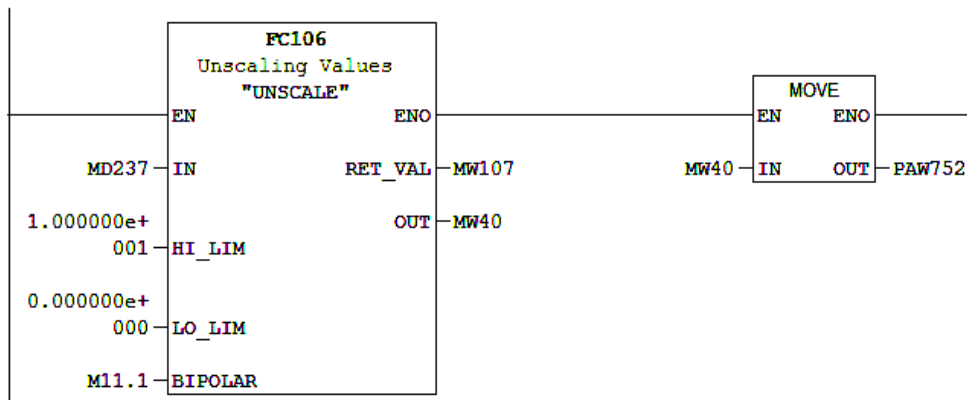 FC106
Unscaling Values
"UNSCALE"
MOVE
EN ENO EN ENO
MD237 IN RET_VAL MW107 MW40 IN OUT PAW752
1.000000e+ OUT MW40
001 HI_LIM
0.000000e+
000 LO_LIM
M11.1 BIPOLAR